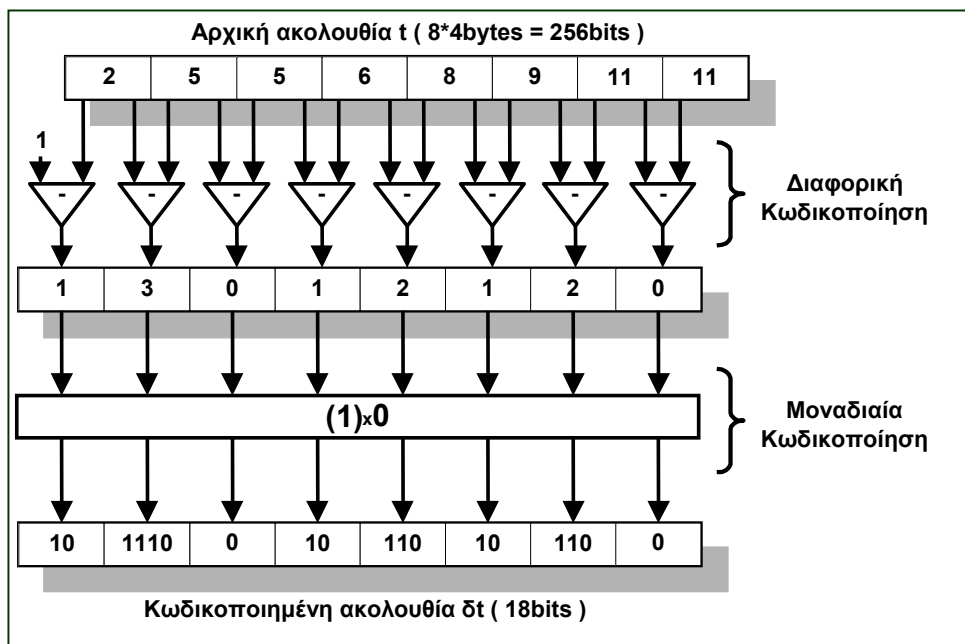 Αρχική ακολουθία t ( 8*4bytes = 256bits )
2 5 5 6 8 9 11 11
1
- - - - - - - -
Διαφορική
Κωδικοποίηση
1 3 0 1 2 1 2 0
(1)x0
Μοναδιαία
Κωδικοποίηση
10 1110 0 10 110 10 110 0
Κωδικοποιημένη ακολουθία δt ( 18bits )